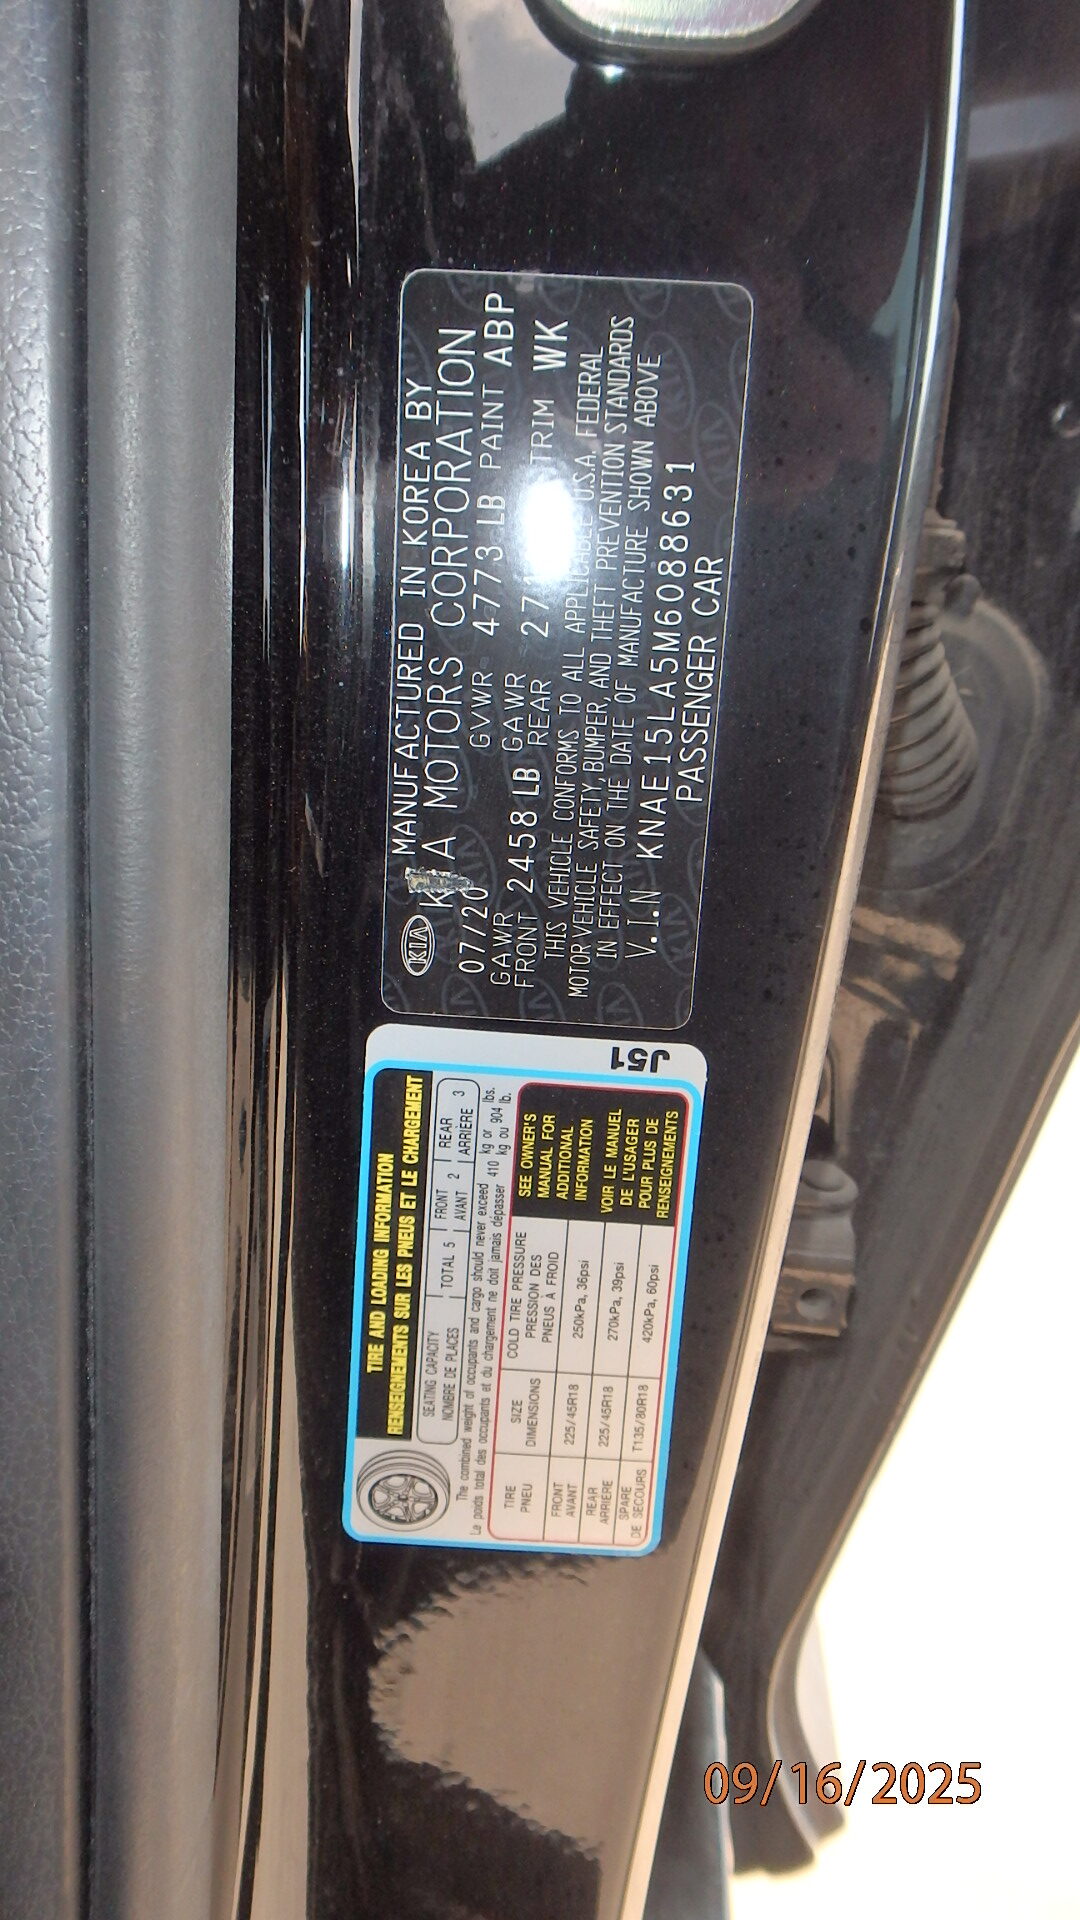 MANUFACTURED IN KOREA BY
KIA KIA MOTORS CORPORATION
07/20 GVWR 4773 LB PAINT ABP
GAWR FRONT 2458 LB GAWR REAR TRIM WK
THIS VEHICLE CONFORMS TO ALL APPLICABLE U.S.A. FEDERAL
MOTOR VEHICLE SAFETY, BUMPER, AND THEFT PREVENTION STANDARDS
IN EFFECT ON THE DATE OF MANUFACTURE SHOWN ABOVE
V.I.N KNAE15LA5M6088631
PASSENGER CAR
TIRE AND LOADING INFORMATION
RENSEIGNEMENTS SUR LES PNEUS ET LE CHARGEMENT
SEATING CAPACITY
NOMBRE DE PLACES
TOTAL 5
FRONT
AVANT 2
REAR
ARRIÈRE 3
The combined weight of occupants and cargo should never exceed 410 kg or 904 lbs.
Le poids total des occupants et du chargement ne doit jamais dépasser kg ou lb.
TIRE
PNEU
SIZE
DIMENSIONS
COLD TIRE PRESSURE
PRESSION DES
PNEUS À FROID
FRONT
AVANT
225/45R18
250kPa, 36psi
REAR
ARRIÈRE
225/45R18
270kPa, 39psi
SPARE
DE SECOURS
T135/80R18
420kPa, 60psi
SEE OWNER'S
MANUAL FOR
ADDITIONAL
INFORMATION
VOIR LE MANUEL
DE L'USAGER
POUR PLUS DE
RENSEIGNEMENTS
J51
09/16/2025